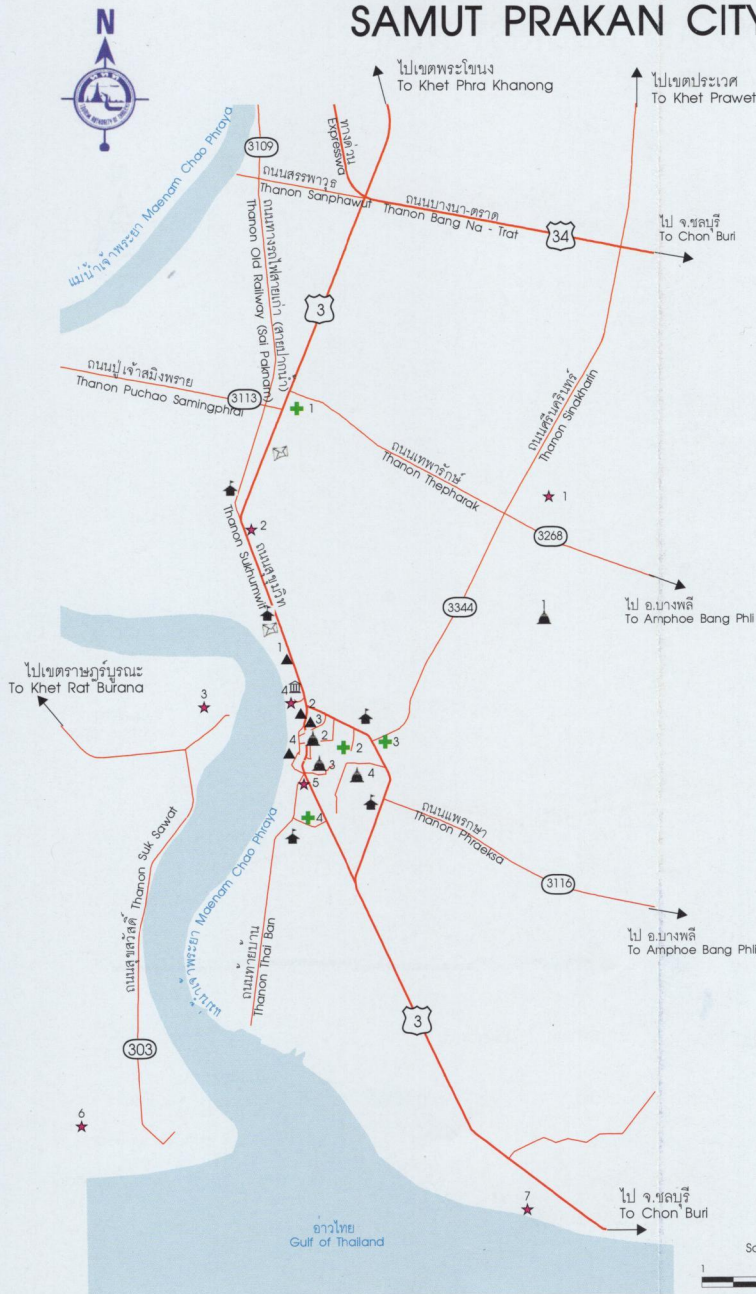 SAMUT PRAKAN CITY
N
ททท
ไปเขตพระโขนง
To Khet Phra Khanong
ไปเขตประเวศ
To Khet Prawet
แม่น้ำเจ้าพระยา Maenam Chao Phraya
3109
ทางด่วน
Expresswa
ถนนสรรพาวุธ
Thanon Sanphawut
ถนนบางนา-ตราด
Thanon Bang Na - Trat
34
ไป จ.ชลบุรี
To Chon Buri
ถนนทางรถไฟสายเก่า (สายปากน้ำ)
Thanon Old Railway (Sai Paknam)
3
ถนนปู่เจ้าสมิงพราย
Thanon Puchao Samingphrai
3113
1
ถนนศรีนครินทร์
Thanon Sinakharin
ถนนเทพารักษ์
Thanon Thepharak
1
2
3268
ถนนสุขุมวิท
Thanon Sukhumwit
3344
1
ไป อ.บางพลี
To Amphoe Bang Phli
1
ไปเขตราษฎร์บูรณะ
To Khet Rat Burana
3
4
2
3
2
4
2
3
3
4
5
4
ถนนแพรกษา
Thanon Phraeksa
3116
ไป อ.บางพลี
To Amphoe Bang Phli
ถนนสุขสวัสดิ์ Thanon Suk Sawat
Maenam Chao Phraya
ถนนท้ายบ้าน
Thanon Thai Ban
3
303
6
7
ไป จ.ชลบุรี
To Chon Buri
อ่าวไทย
Gulf of Thailand
1